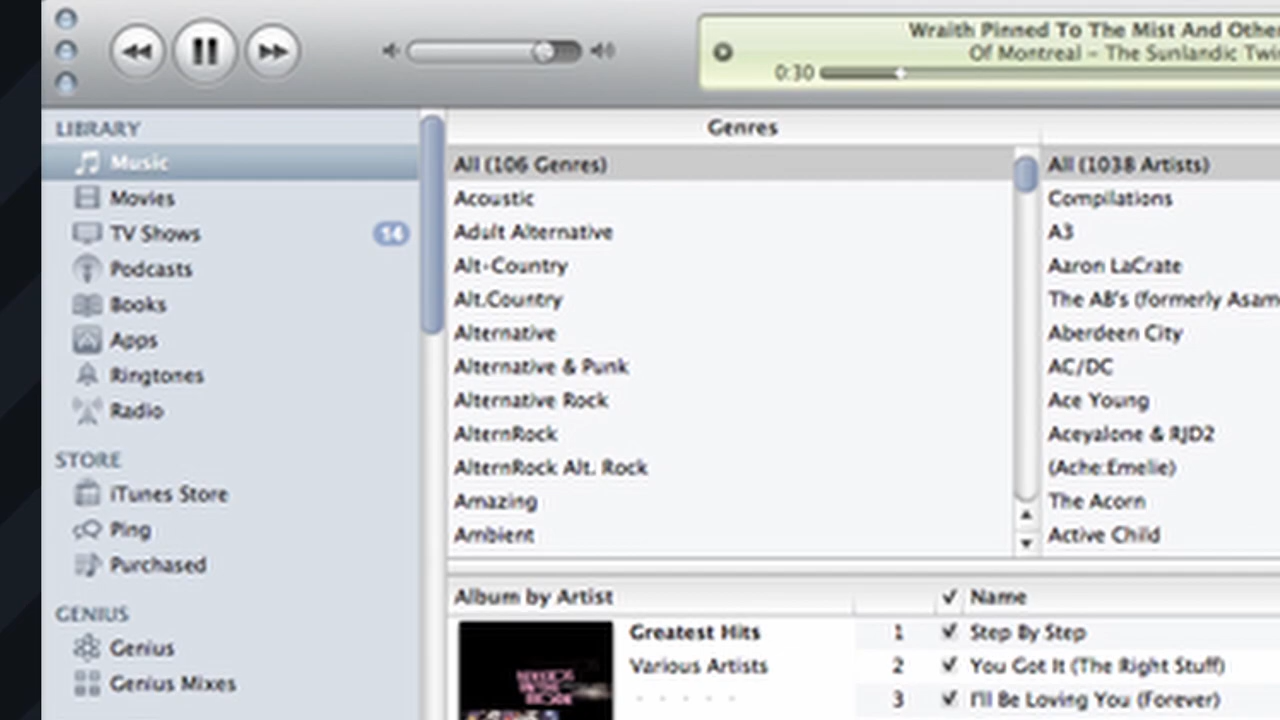 Wraith Pinned To The Mist And Other
Of Montreal – The Sunlandic Twi
0:30
LIBRARY
Music
Movies
TV Shows 14
Podcasts
Books
Apps
Ringtones
Radio
STORE
iTunes Store
Ping
Purchased
GENIUS
Genius
Genius Mixes
Genres
All (106 Genres)
Acoustic
Adult Alternative
Alt-Country
Alt.Country
Alternative
Alternative & Punk
Alternative Rock
AlternRock
AlternRock Alt. Rock
Amazing
Ambient
All (1038 Artists)
Compilations
A3
Aaron LaCrate
The AB's (formerly Asam
Aberdeen City
AC/DC
Ace Young
Aceyalone & RJD2
(Ache:Emelie)
The Acorn
Active Child
Album by Artist
Greatest Hits
Various Artists
Name
1 Step By Step
2 You Got It (The Right Stuff)
3 I'll Be Loving You (Forever)